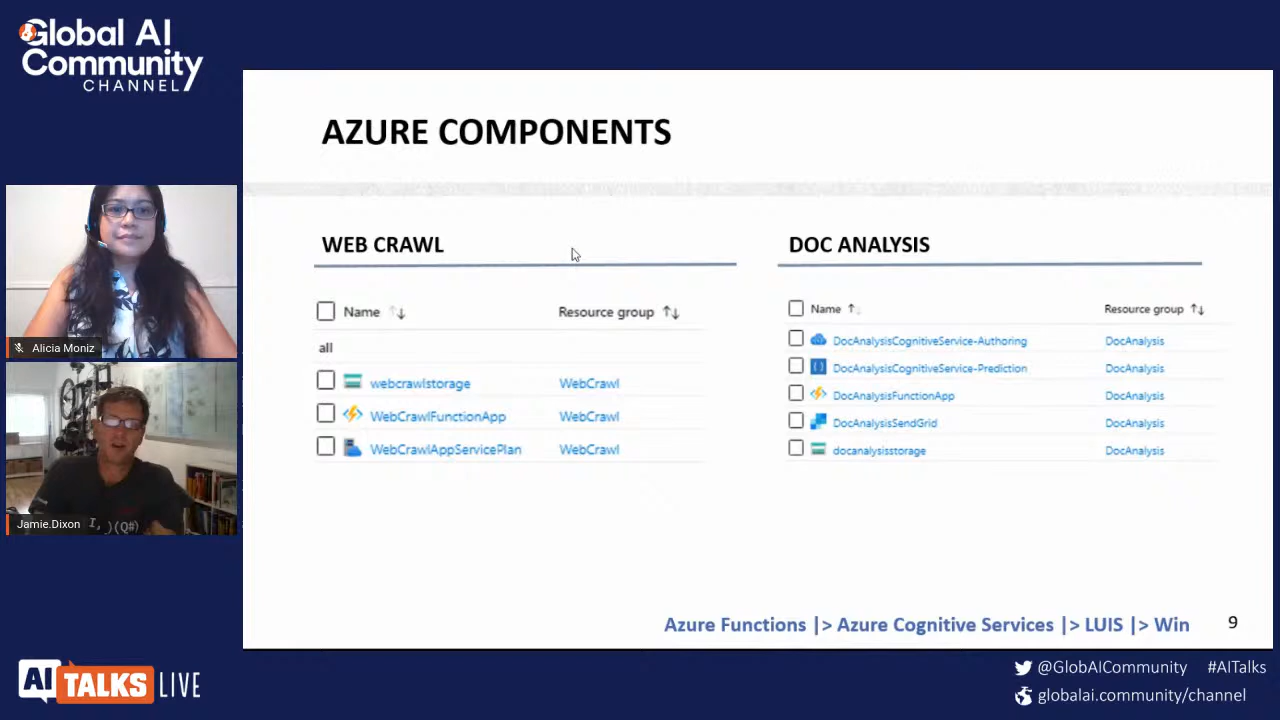 Global AI
Community
CHANNEL
Alicia Moniz
Jamie.Dixon
I, )(Q#)
AZURE COMPONENTS
WEB CRAWL
Name
Resource group
all
webcrawlstorage
WebCrawl
WebCrawlFunctionApp
WebCrawl
WebCrawlAppServicePlan
WebCrawl
DOC ANALYSIS
Name
Resource group
DocAnalysisCognitiveService-Authoring
DocAnalysis
DocAnalysisCognitiveService-Prediction
DocAnalysis
DocAnalysisFunctionApp
DocAnalysis
DocAnalysisSendGrid
DocAnalysis
docanalysisstorage
DocAnalysis
Azure Functions |> Azure Cognitive Services |> LUIS |> Win
9
AI TALKS LIVE
@GlobAICommunity #AITalks
globalai.community/channel